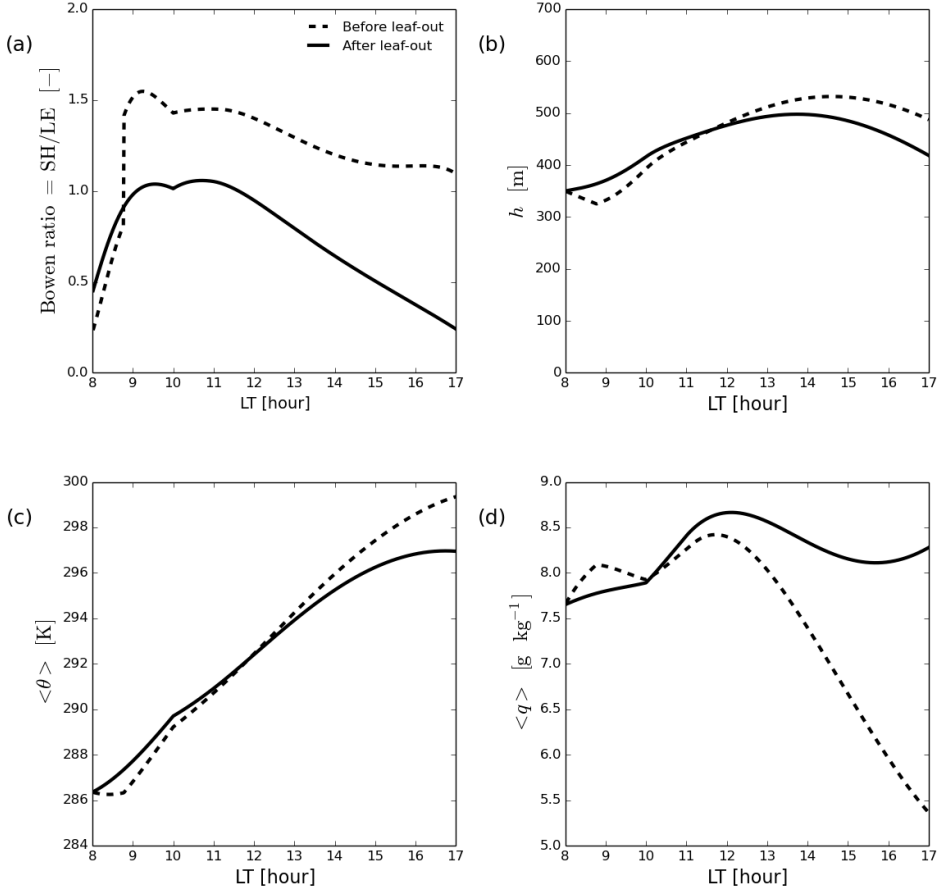 (a)
Bowen ratio = SH/LE [−]
2.0
1.5
1.0
0.5
0.0
Before leaf-out
After leaf-out
8 9 10 11 12 13 14 15 16 17
LT [hour]
(b)
h [m]
700
600
500
400
300
200
100
0
8 9 10 11 12 13 14 15 16 17
LT [hour]
(c)
<θ> [K]
300
298
296
294
292
290
288
286
284
8 9 10 11 12 13 14 15 16 17
LT [hour]
(d)
<q> [g kg⁻¹]
9.0
8.5
8.0
7.5
7.0
6.5
6.0
5.5
5.0
8 9 10 11 12 13 14 15 16 17
LT [hour]